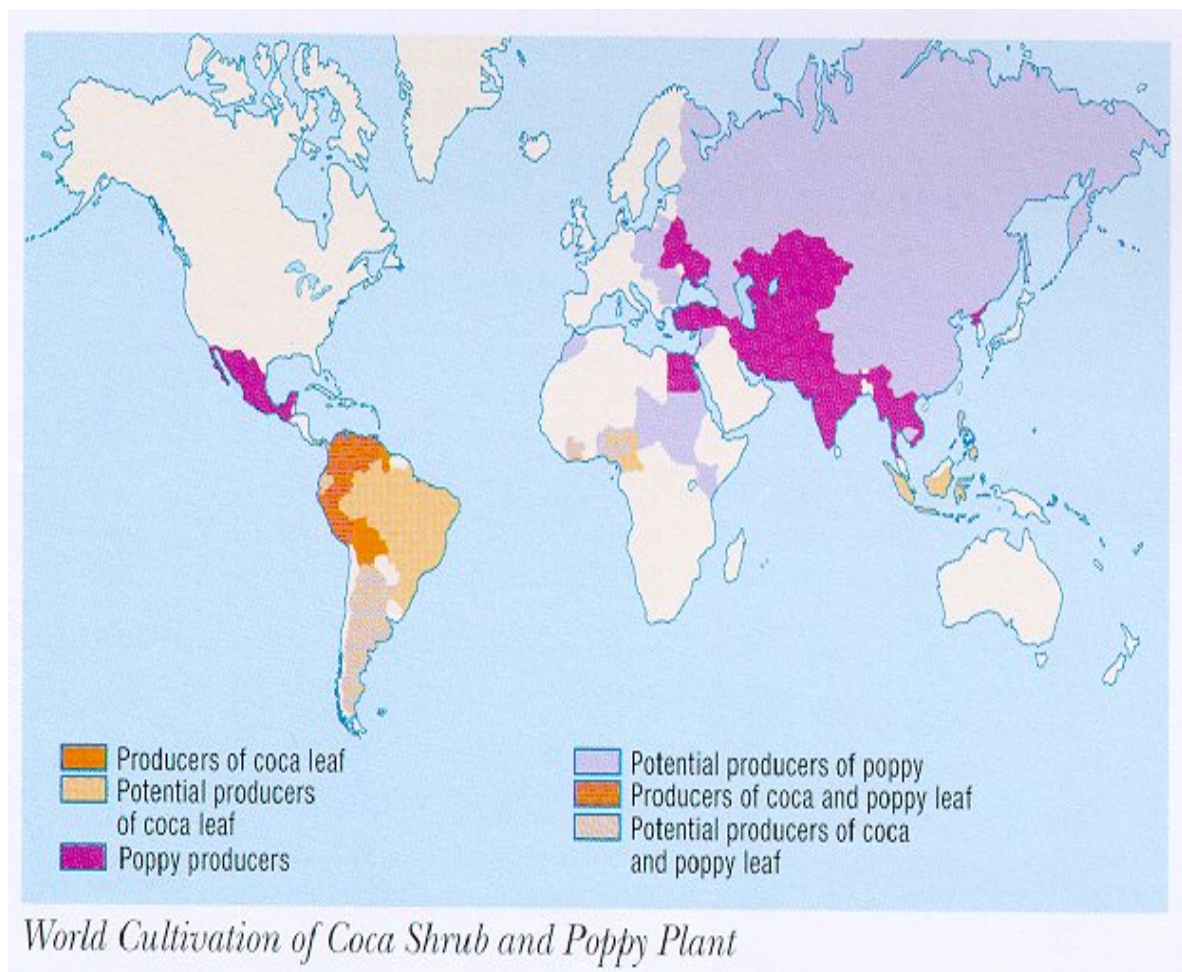 Producers of coca leaf
Potential producers
of coca leaf
Poppy producers
Potential producers of poppy
Producers of coca and poppy leaf
Potential producers of coca
and poppy leaf
World Cultivation of Coca Shrub and Poppy Plant